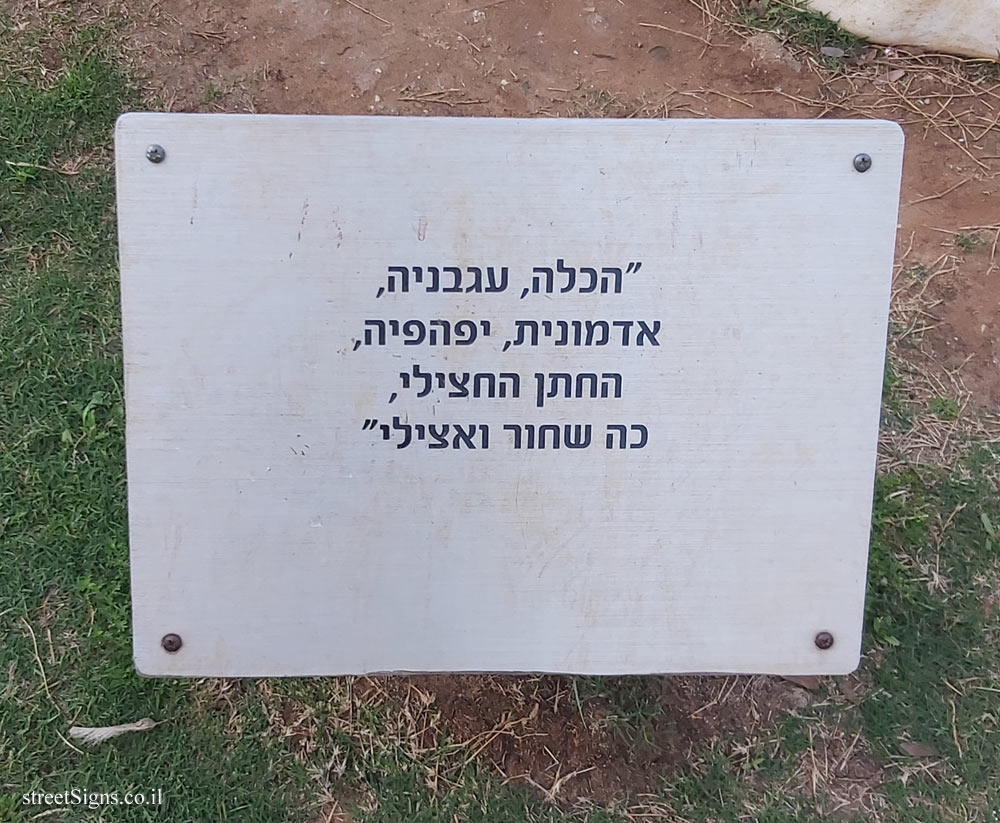 "הכלה, עגבניה,
אדמונית, יפהפיה,
החתן החצילי,
כה שחור ואצילי"
streetSigns.co.il